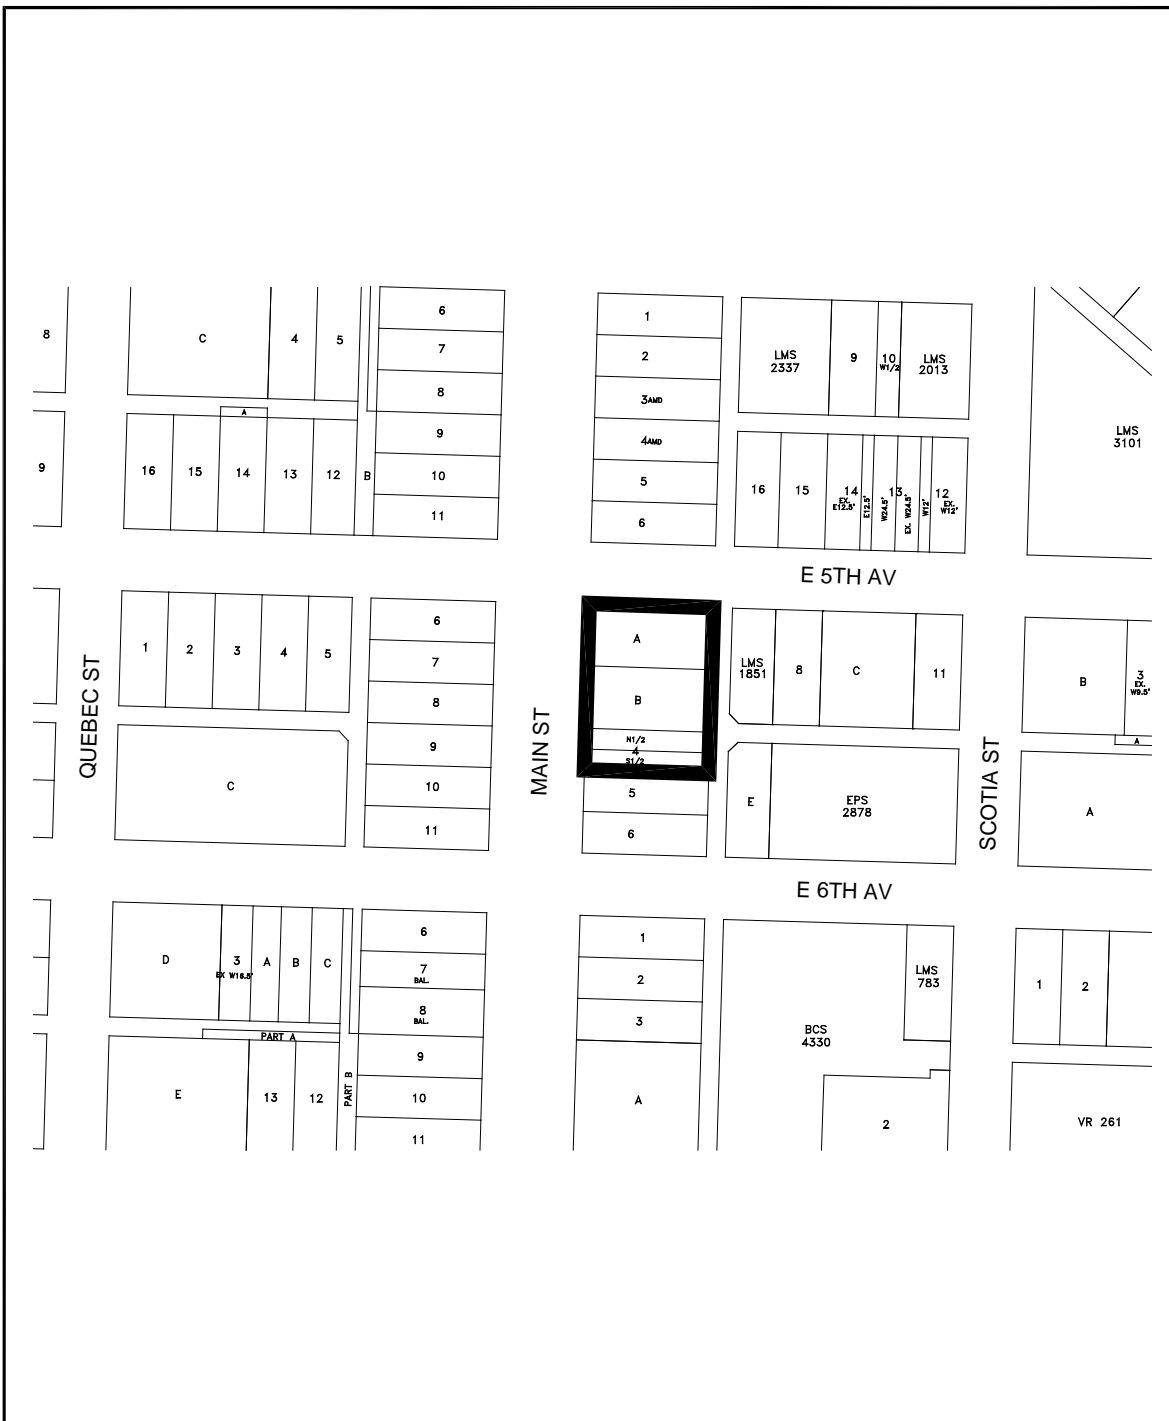 6
1
8
C
4
5
7
2
LMS
2337
9
10
W1/2
LMS
2013
8
3AMD
A
9
4AMD
LMS
3101
9
16
15
14
13
12
B
10
5
16
15
14
EX.
E12.5'
E12.5'
W24.5'
13
EX. W24.5'
W12'
12
EX.
W12'
11
6
E 5TH AV
6
A
1
2
3
4
5
7
LMS
1851
8
C
11
B
3
EX.
W9.5'
QUEBEC ST
8
B
MAIN ST
N1/2
4
S1/2
SCOTIA ST
A
9
C
10
5
E
EPS
2878
A
11
6
E 6TH AV
6
1
D
3
EX W16.5'
A
B
C
7
BAL.
2
LMS
783
1
2
8
BAL.
3
BCS
4330
PART A
9
E
13
12
PART B
10
A
2
VR 261
11